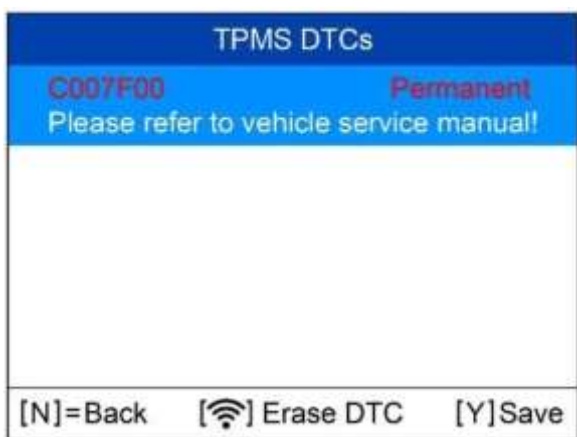 TPMS DTCs
C007F00 Permanent
Please refer to vehicle service manual!
[N]=Back [] Erase DTC [Y]Save